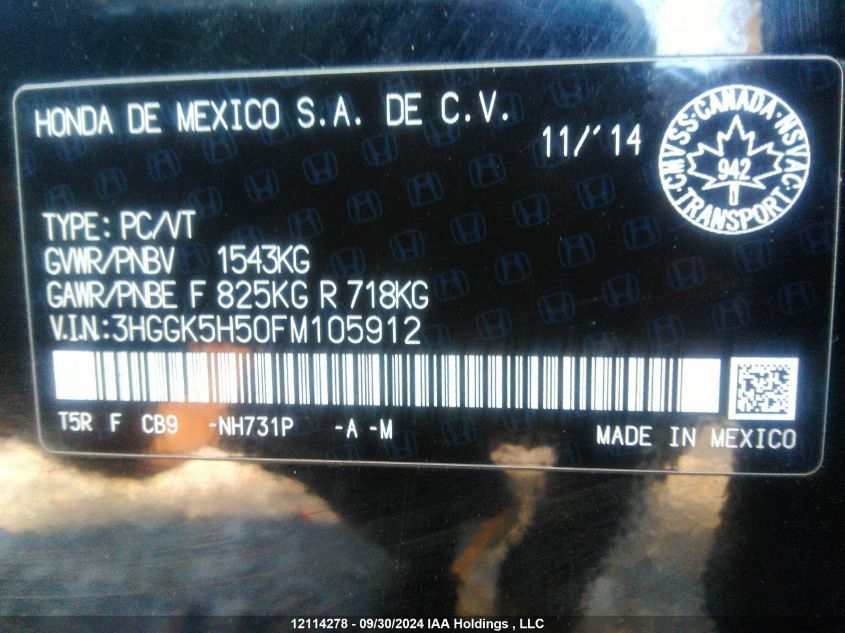 HONDA DE MEXICO S.A. DE C.V.
11/'14
CMVSS·CANADA·NSVAC
942
TRANSPORT
TYPE: PC/VT
GVWR/PNBV 1543KG
GAWR/PNBE F 825KG R 718KG
V.I.N:3HGGK5H50FM105912
T5R F CB9 -NH731P -A -M
MADE IN MEXICO
12114278 - 09/30/2024 IAA Holdings , LLC